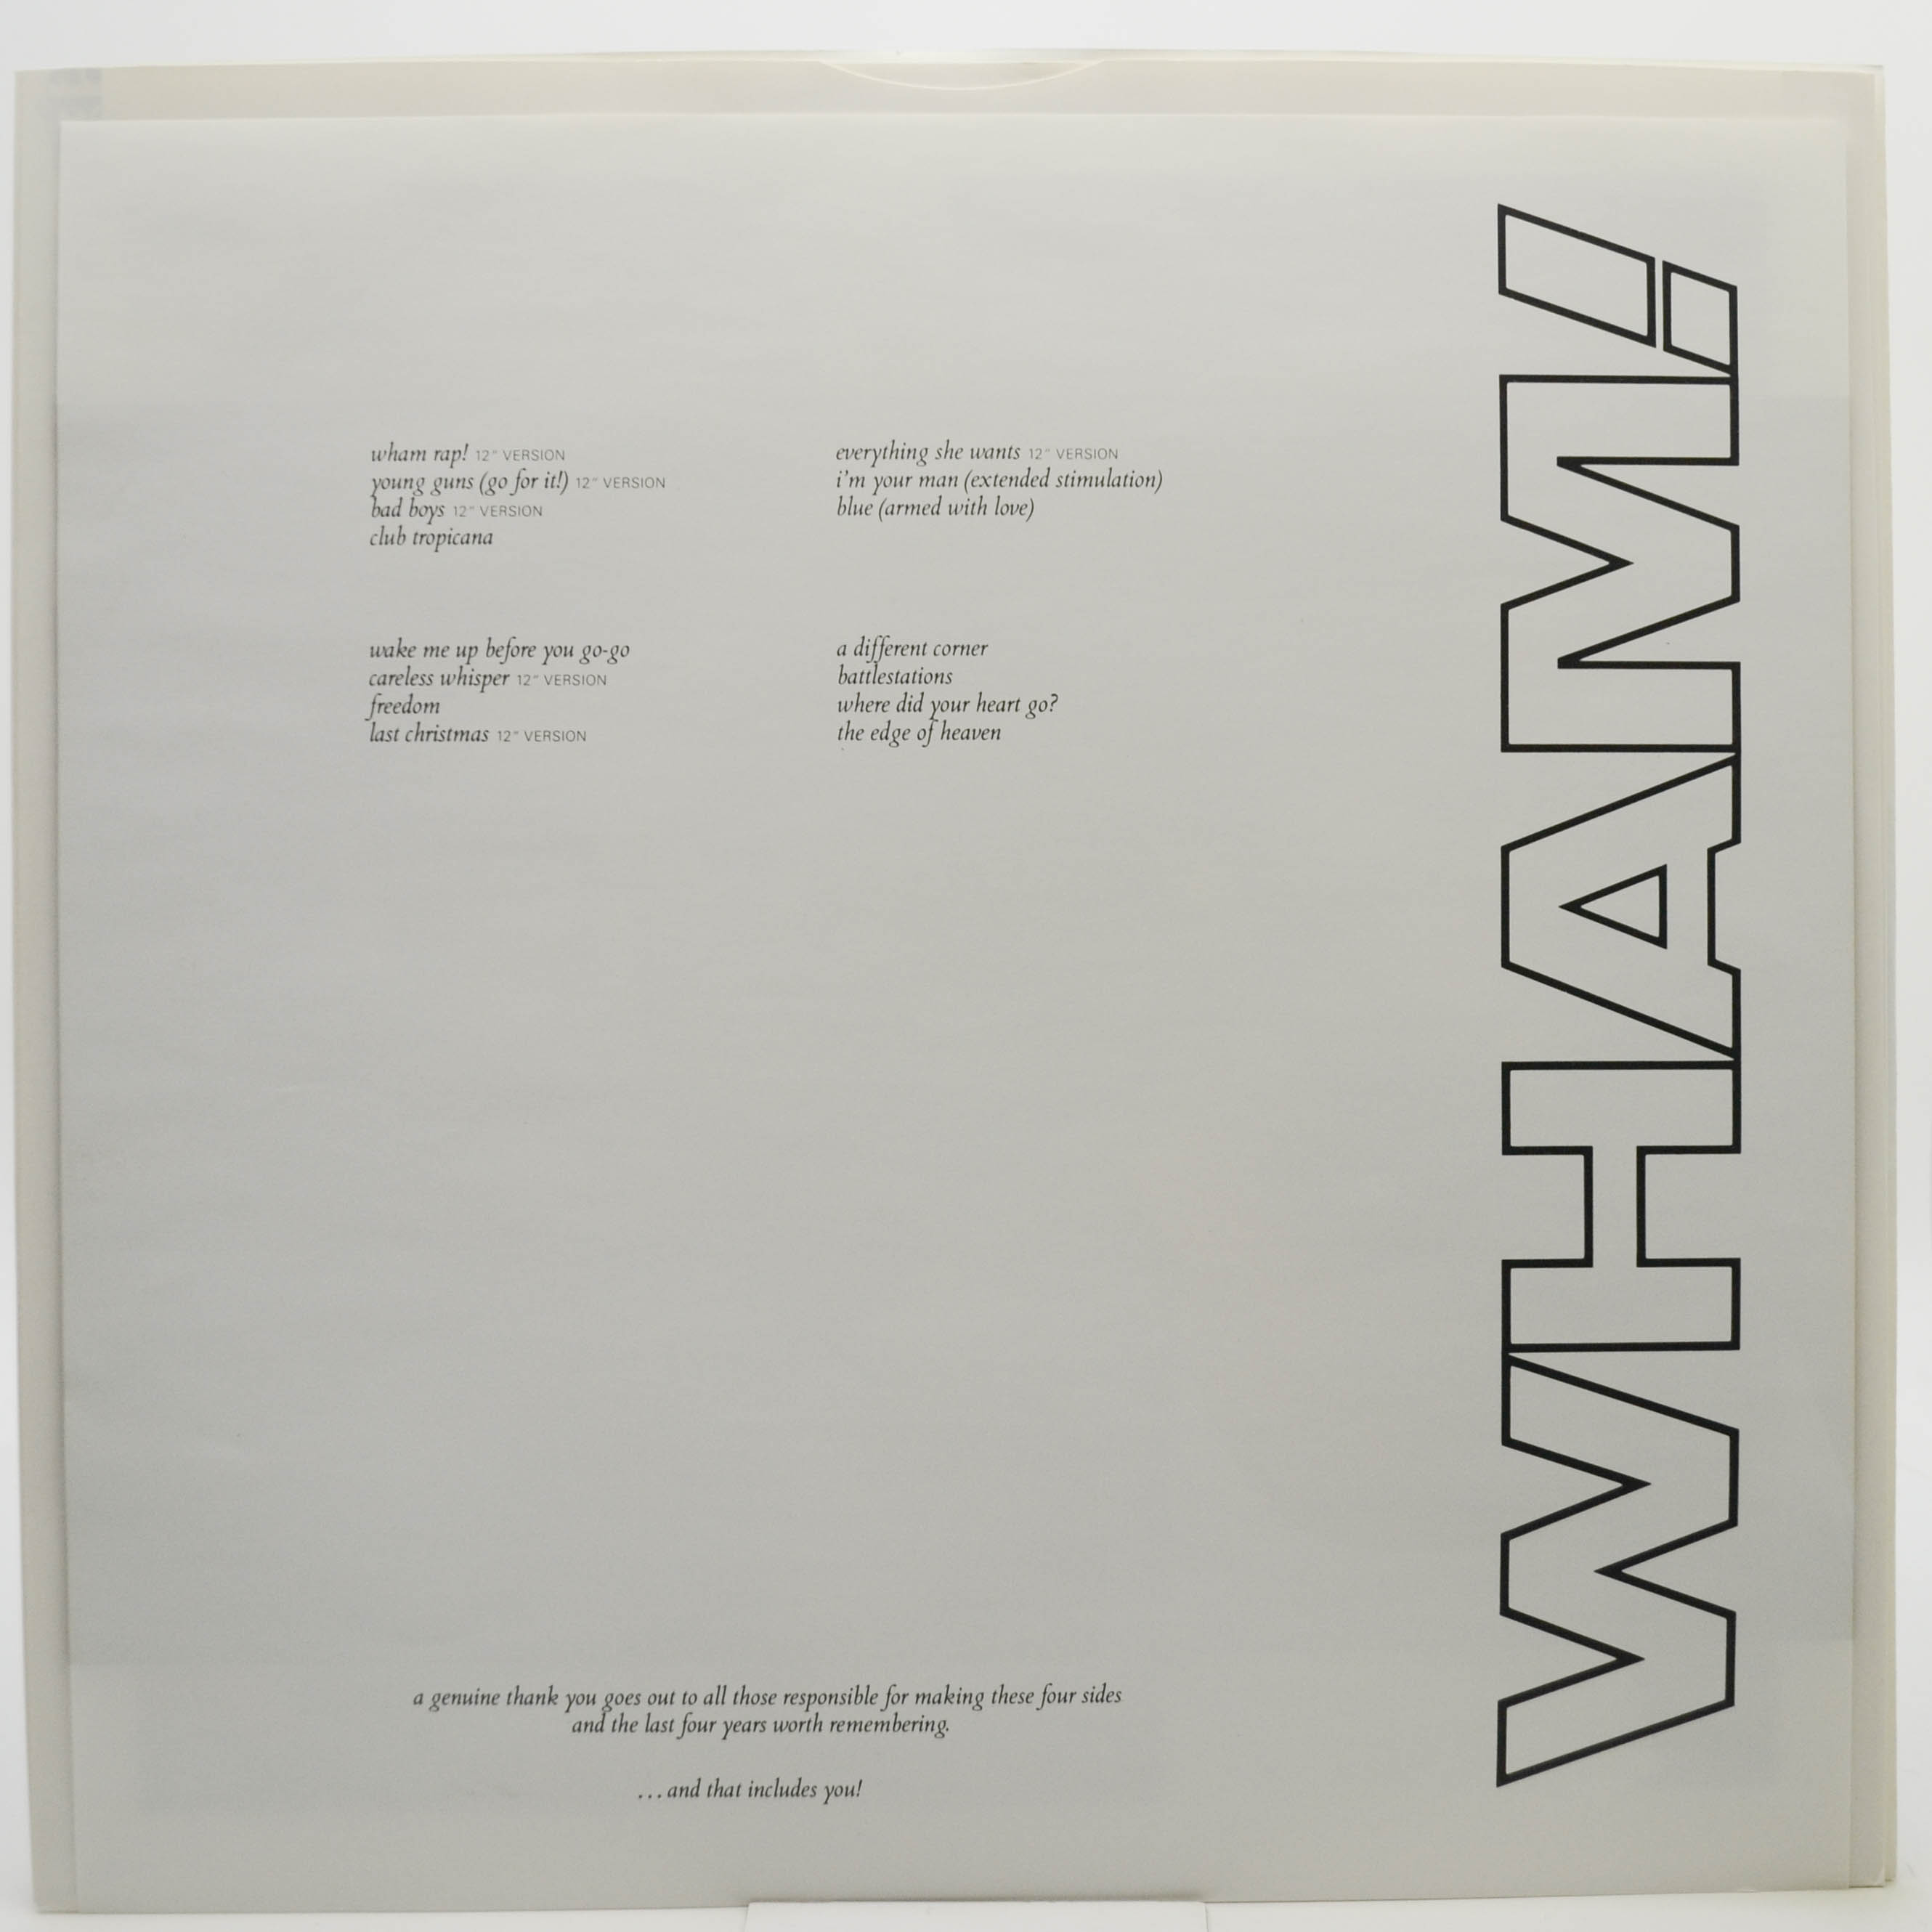 wham rap! 12" VERSION
young guns (go for it!) 12" VERSION
bad boys 12" VERSION
club tropicana
wake me up before you go-go
careless whisper 12" VERSION
freedom
last christmas 12" VERSION
everything she wants 12" VERSION
i'm your man (extended stimulation)
blue (armed with love)
a different corner
battlestations
where did your heart go?
the edge of heaven
a genuine thank you goes out to all those responsible for making these four sides
and the last four years worth remembering.
...and that includes you!
WHAM!